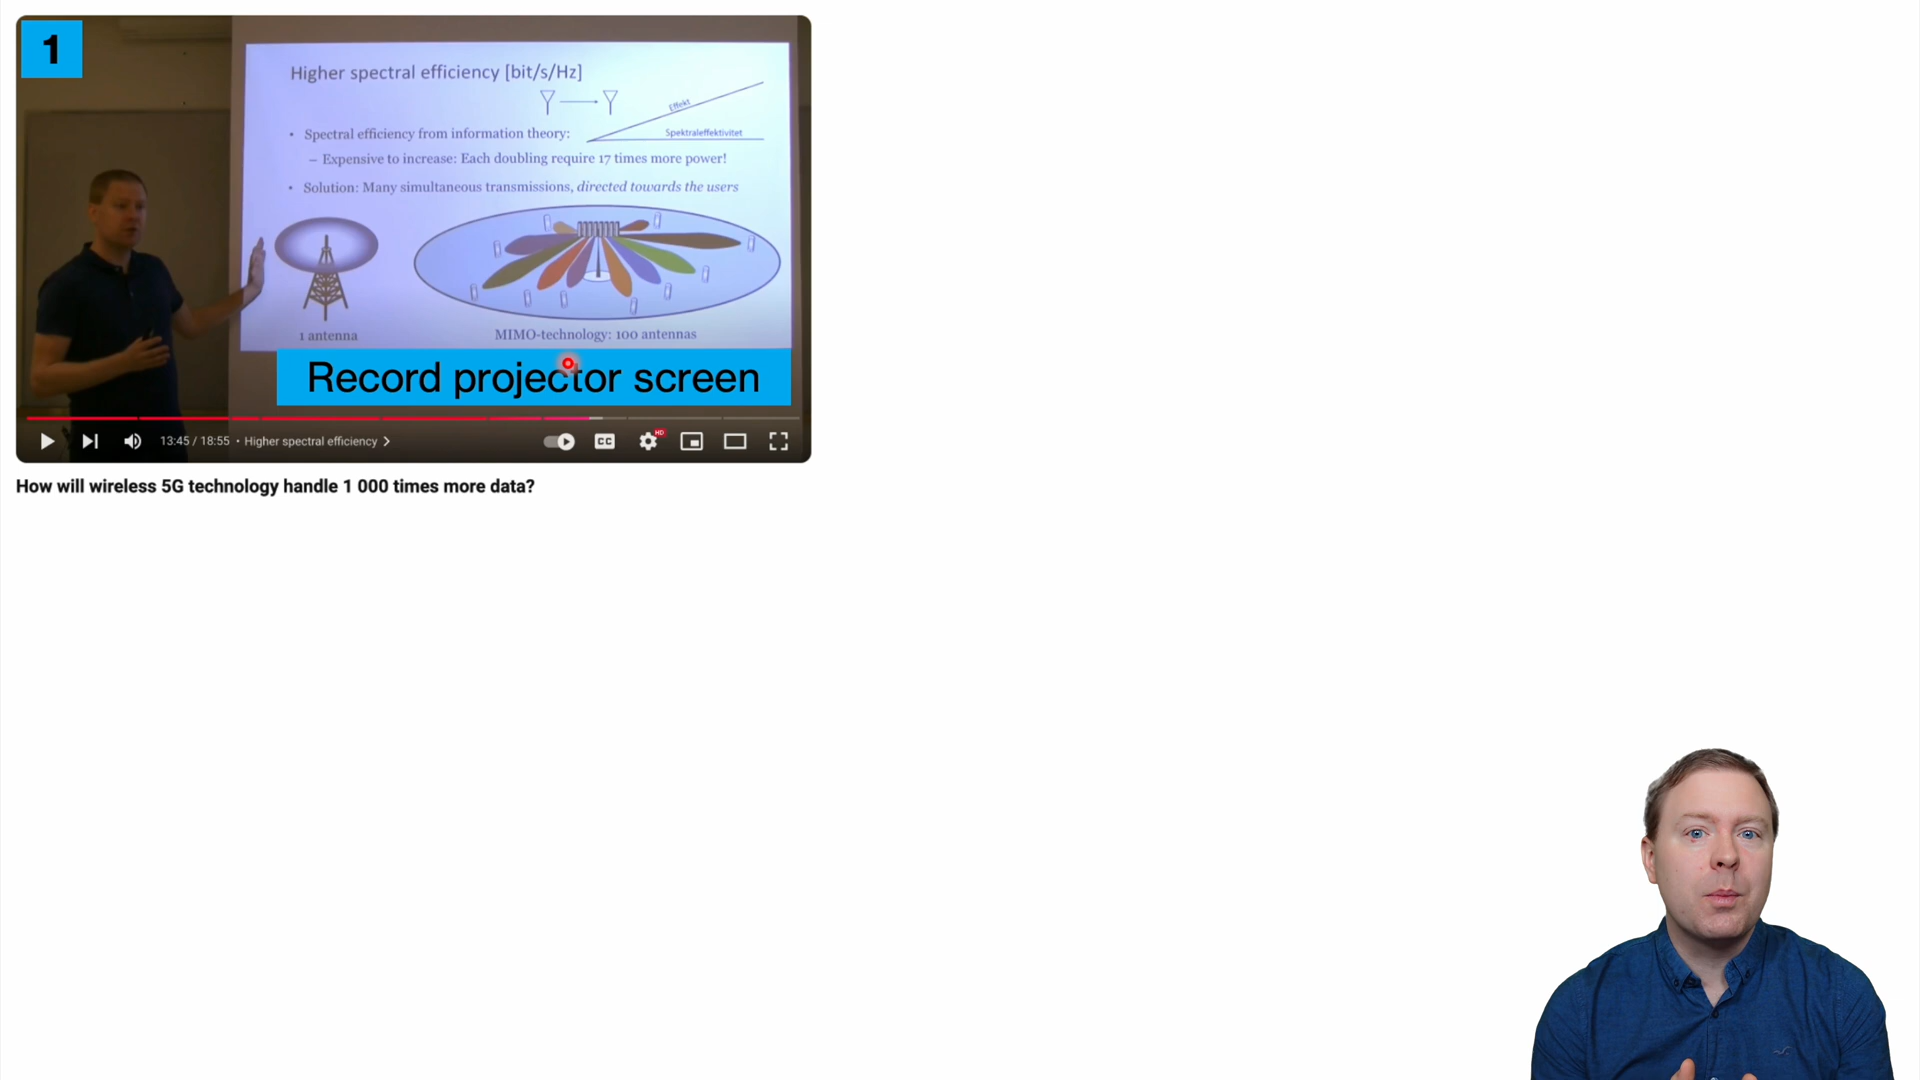 1
Higher spectral efficiency [bit/s/Hz]
Effekt
Spektraleffektivitet
• Spectral efficiency from information theory:
– Expensive to increase: Each doubling require 17 times more power!
• Solution: Many simultaneous transmissions, directed towards the users
1 antenna
MIMO-technology: 100 antennas
Record projector screen
13:45 / 18:55 • Higher spectral efficiency
CC
HD
How will wireless 5G technology handle 1 000 times more data?